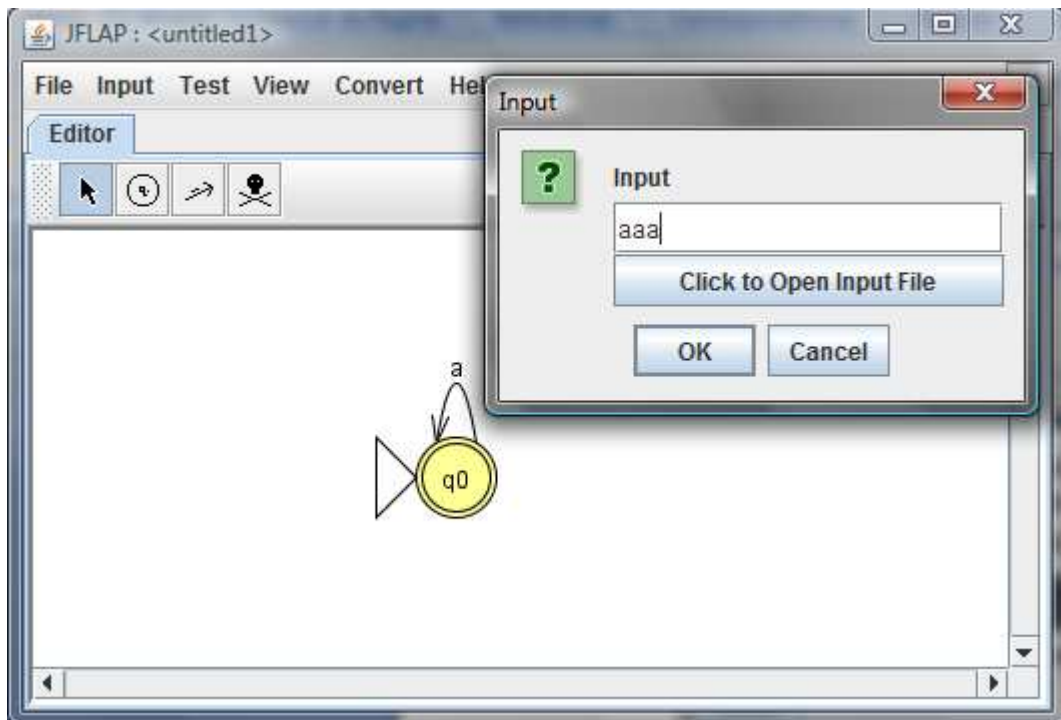 JFLAP : <untitled1>
File Input Test View Convert Hel
Input
Editor
?
Input
aaa
Click to Open Input File
OK Cancel
a
q0